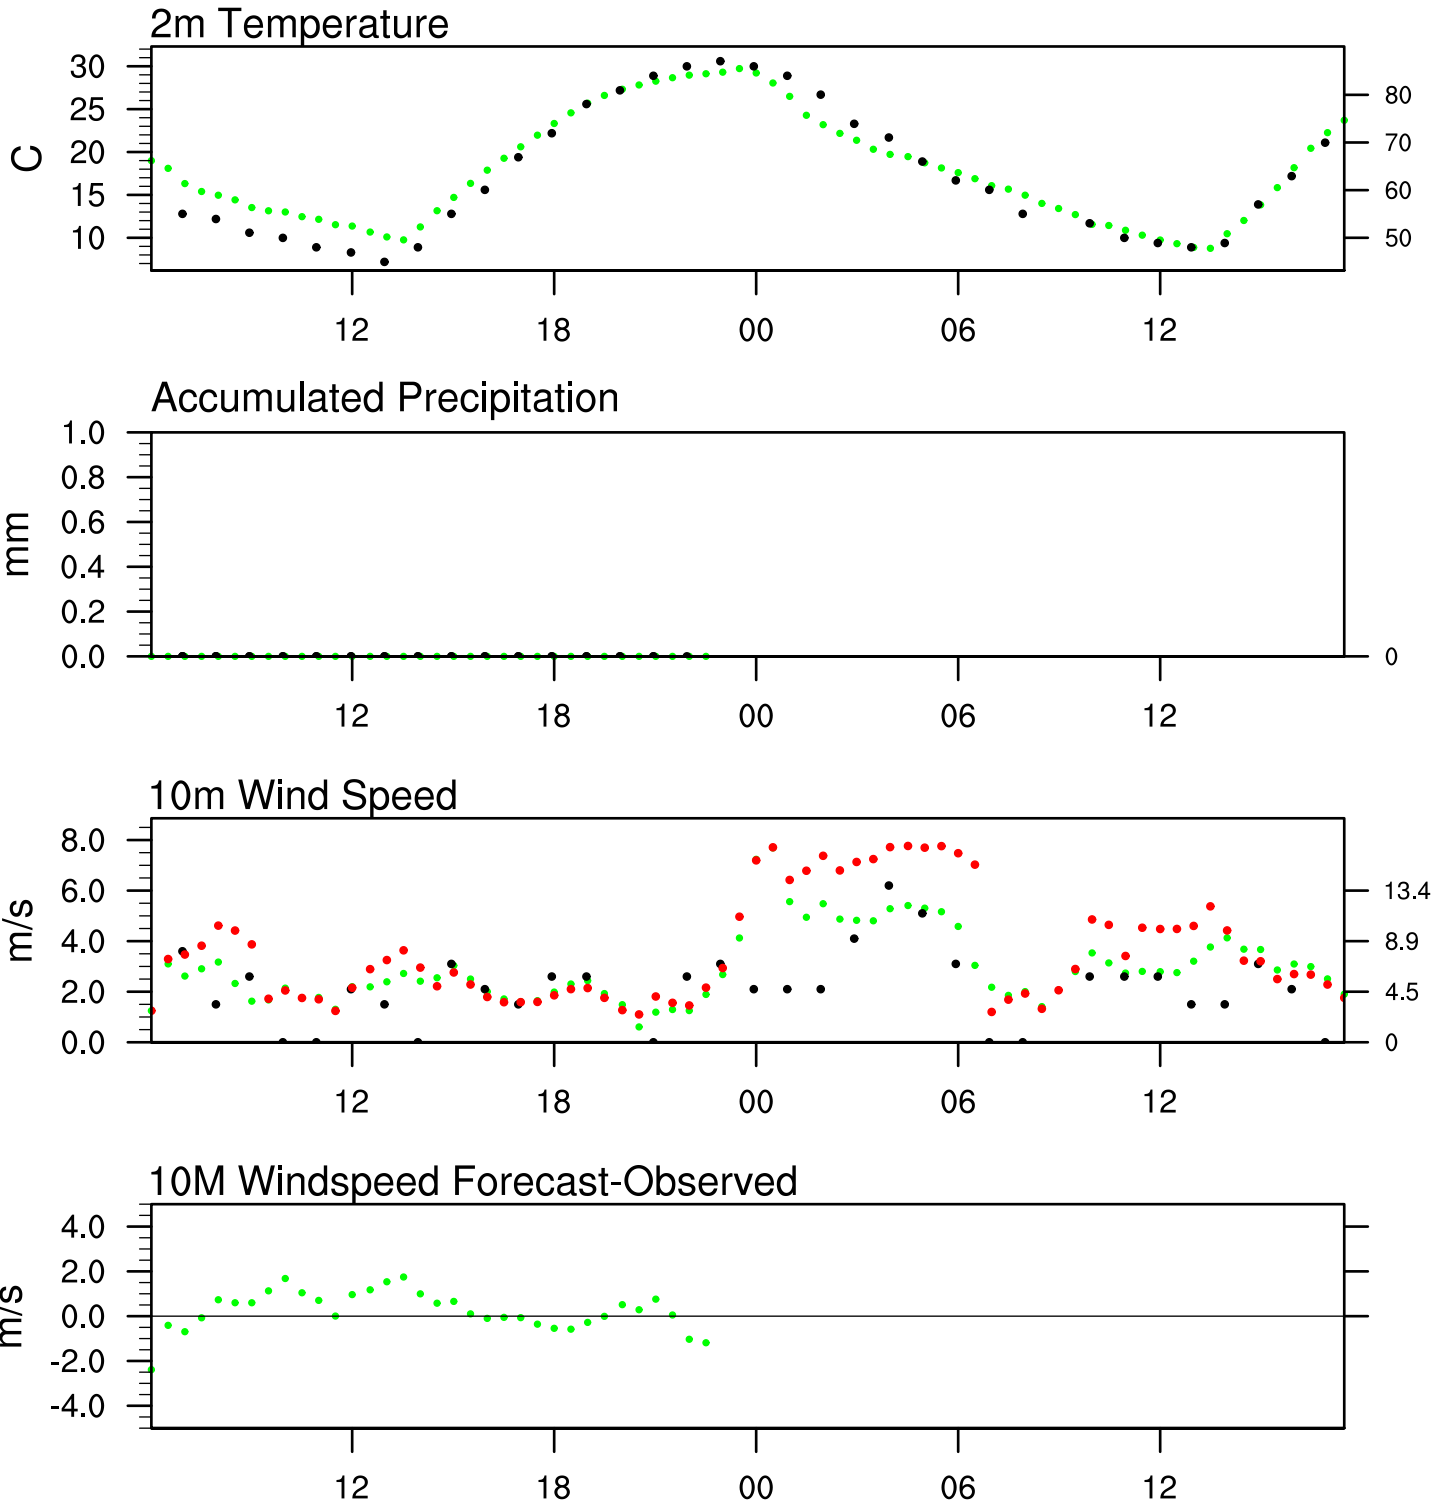 2m Temperature
30
25
20
15
10
C
80
70
60
50
12 18 00 06 12
Accumulated Precipitation
1.0
0.8
0.6
0.4
0.2
0.0
mm
0
12 18 00 06 12
10m Wind Speed
8.0
6.0
4.0
2.0
0.0
m/s
13.4
8.9
4.5
0
12 18 00 06 12
10M Windspeed Forecast-Observed
4.0
2.0
0.0
-2.0
-4.0
m/s
12 18 00 06 12